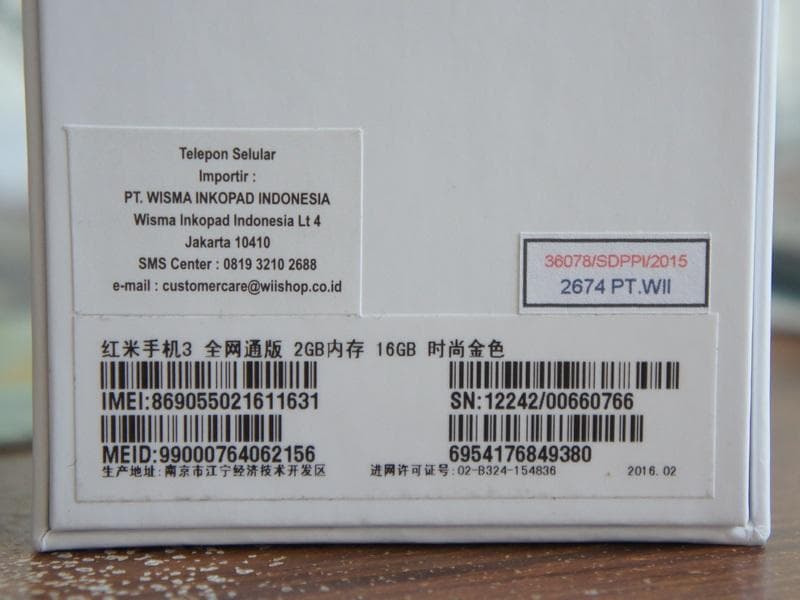 Telepon Selular
Importir :
PT. WISMA INKOPAD INDONESIA
Wisma Inkopad Indonesia Lt 4
Jakarta 10410
SMS Center : 0819 3210 2688
e-mail : customercare@wiishop.co.id
36078/SDPPI/2015
2674 PT.WII
红米手机3 全网通版 2GB内存 16GB 时尚金色
IMEI:869055021611631
SN:12242/00660766
MEID:99000764062156
6954176849380
生产地址:南京市江宁经济技术开发区 进网许可证号:02-B324-154836 2016.02